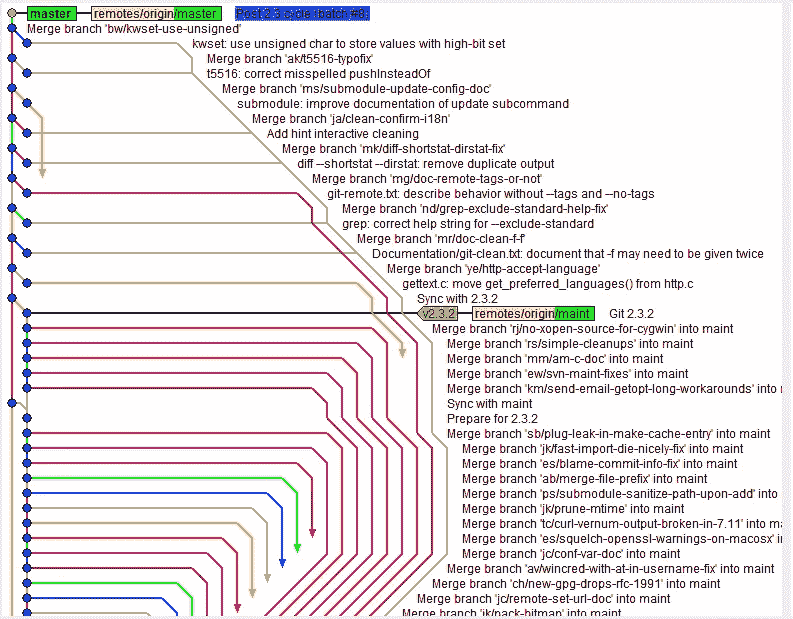 master remotes/origin/master Post 2.3 cycle (batch #8)
Merge branch 'bw/kwset-use-unsigned'
kwset: use unsigned char to store values with high-bit set
Merge branch 'ak/t5516-typofix'
t5516: correct misspelled pushInsteadOf
Merge branch 'ms/submodule-update-config-doc'
submodule: improve documentation of update subcommand
Merge branch 'ja/clean-confirm-i18n'
Add hint interactive cleaning
Merge branch 'mk/diff-shortstat-dirstat-fix'
diff --shortstat --dirstat: remove duplicate output
Merge branch 'mg/doc-remote-tags-or-not'
git-remote.txt: describe behavior without --tags and --no-tags
Merge branch 'nd/grep-exclude-standard-help-fix'
grep: correct help string for --exclude-standard
Merge branch 'mr/doc-clean-f-f'
Documentation/git-clean.txt: document that -f may need to be given twice
Merge branch 'ye/http-accept-language'
gettext.c: move get_preferred_languages() from http.c
Sync with 2.3.2
v2.3.2 remotes/origin/maint Git 2.3.2
Merge branch 'rj/no-xopen-source-for-cygwin' into maint
Merge branch 'rs/simple-cleanups' into maint
Merge branch 'mm/am-c-doc' into maint
Merge branch 'ew/svn-maint-fixes' into maint
Merge branch 'km/send-email-getopt-long-workarounds' into
Sync with maint
Prepare for 2.3.2
Merge branch 'sb/plug-leak-in-make-cache-entry' into maint
Merge branch 'jk/fast-import-die-nicely-fix' into maint
Merge branch 'es/blame-commit-info-fix' into maint
Merge branch 'ab/merge-file-prefix' into maint
Merge branch 'ps/submodule-sanitize-path-upon-add' into
Merge branch 'jk/prune-mtime' into maint
Merge branch 'tc/curl-vernum-output-broken-in-7.11' into
Merge branch 'es/squelch-openssl-warnings-on-macosx'
Merge branch 'jc/conf-var-doc' into maint
Merge branch 'av/wincred-with-at-in-username-fix' into maint
Merge branch 'ch/new-gpg-drops-rfc-1991' into maint
Merge branch 'jc/remote-set-url-doc' into maint
Merge branch 'jk/pack-bitmap' into maint